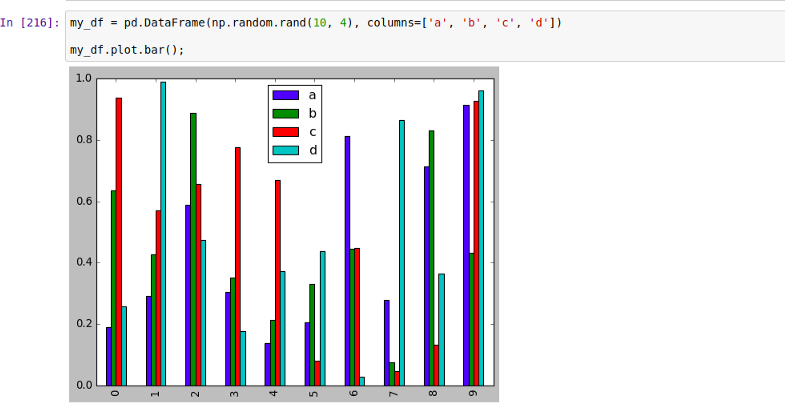 In [216]: my_df = pd.DataFrame(np.random.rand(10, 4), columns=['a', 'b', 'c', 'd'])
my_df.plot.bar();
1.0
a
b
c
0.8
d
0.6
0.4
0.2
0.0
0 1 2 3 4 5 6 7 8 9